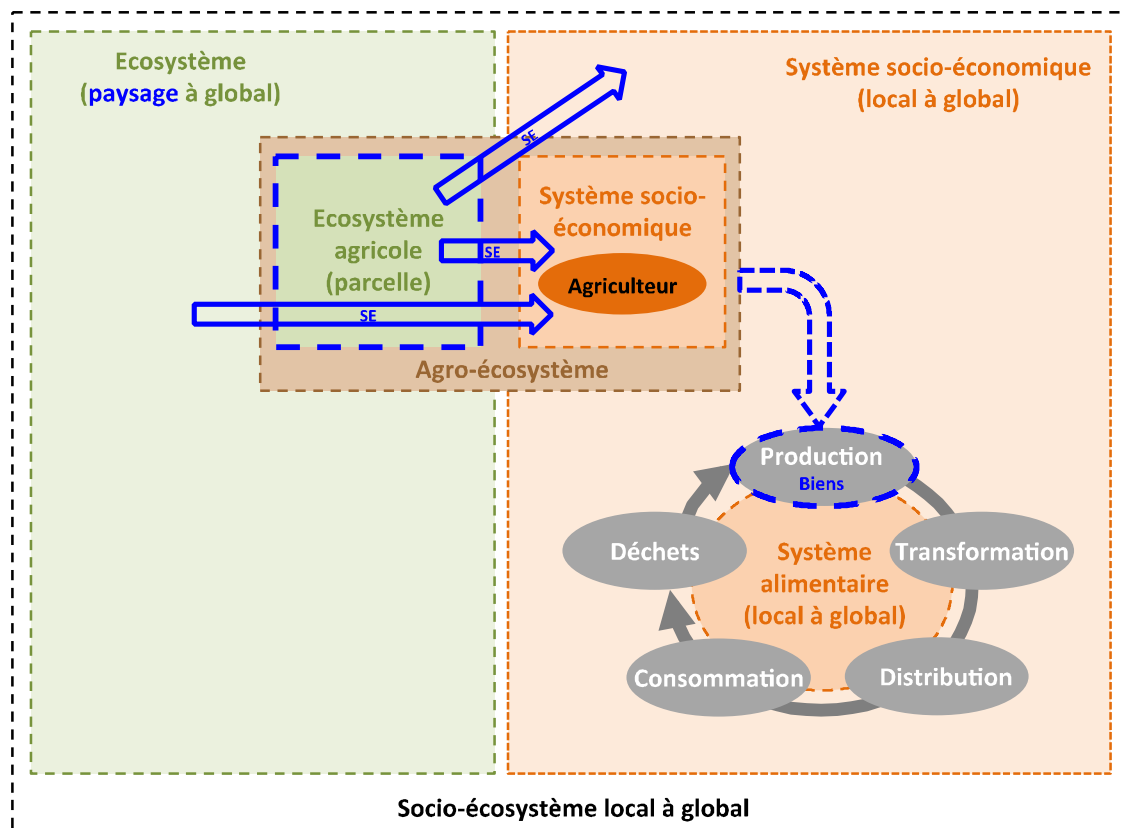 Ecosystème
(paysage à global)
Système socio-économique
(local à global)
SE
Ecosystème
agricole
(parcelle)
Système socio-
économique
SE
Agriculteur
SE
Agro-écosystème
Production
Biens
Déchets
Transformation
Système
alimentaire
(local à global)
Consommation
Distribution
Socio-écosystème local à global